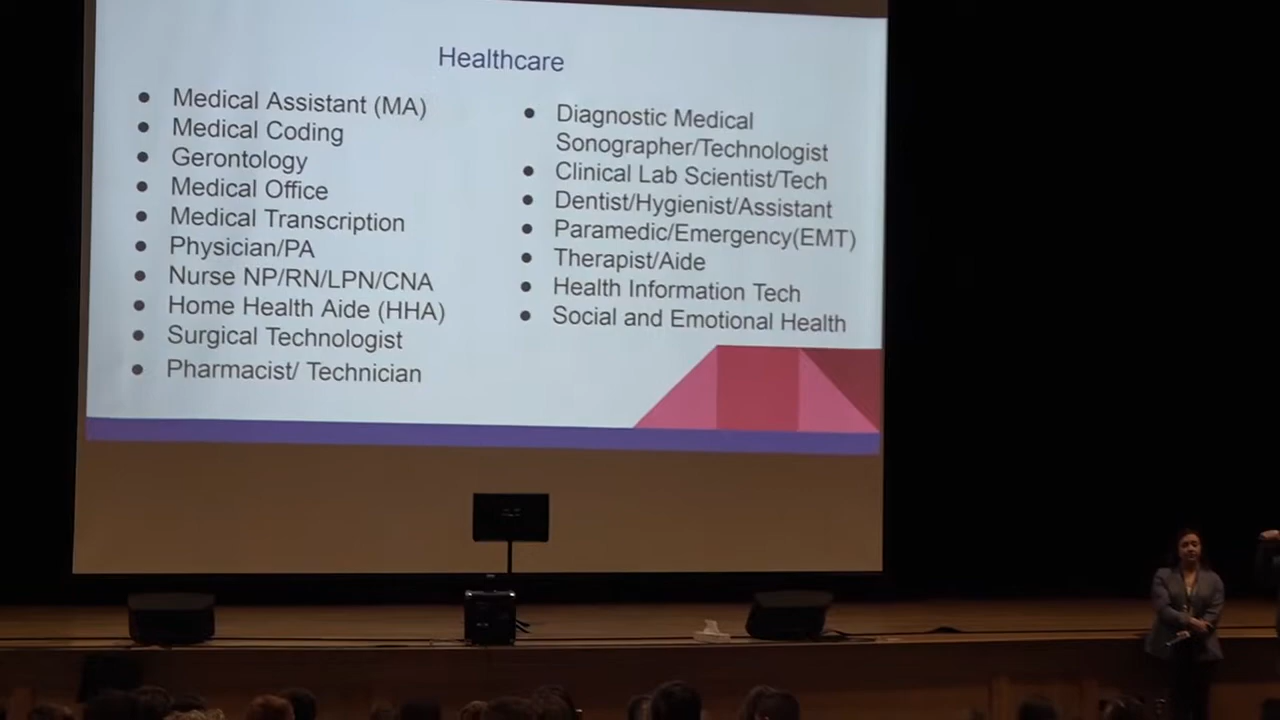 Healthcare
● Medical Assistant (MA)
● Medical Coding
● Gerontology
● Medical Office
● Medical Transcription
● Physician/PA
● Nurse NP/RN/LPN/CNA
● Home Health Aide (HHA)
● Surgical Technologist
● Pharmacist/ Technician
● Diagnostic Medical
Sonographer/Technologist
● Clinical Lab Scientist/Tech
● Dentist/Hygienist/Assistant
● Paramedic/Emergency(EMT)
● Therapist/Aide
● Health Information Tech
● Social and Emotional Health